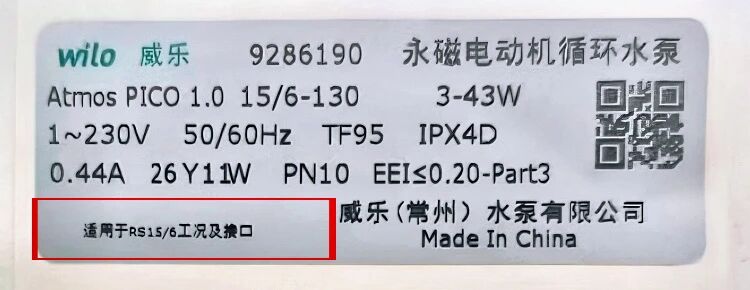 wilo 威乐 9286190 永磁电动机循环水泵
Atmos PICO 1.0 15/6-130 3-43W
1~230V 50/60Hz TF95 IPX4D
0.44A 26Y11W PN10 EEI≤0.20-Part3
适用于RS15/6工况及接口
威乐(常州) 水泵有限公司
Made In China